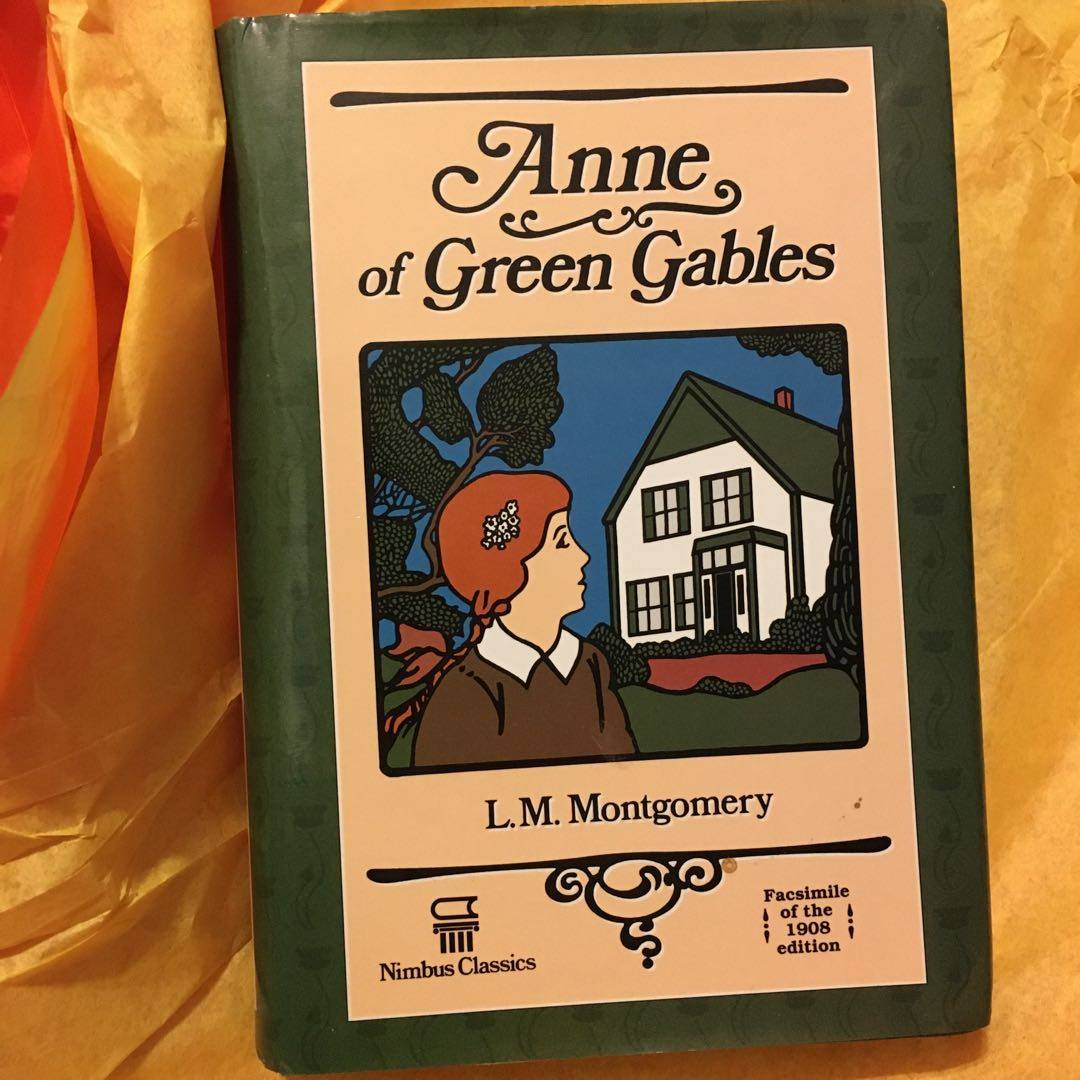 Anne
of Green Gables
L.M. Montgomery
Nimbus Classics
Facsimile
of the
1908
edition